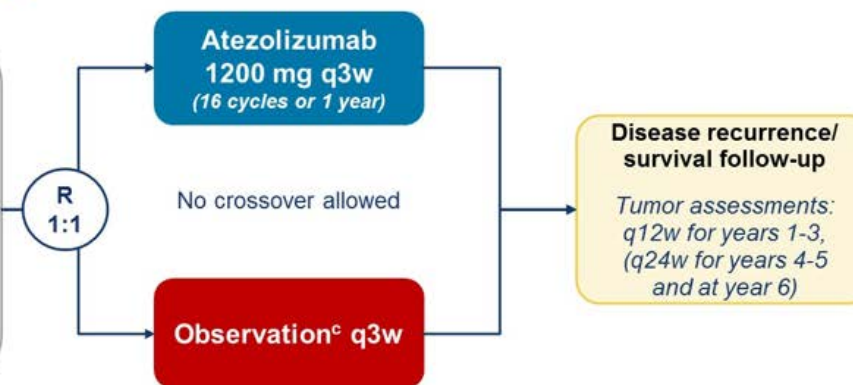 Atezolizumab
1200 mg q3w
(16 cycles or 1 year)
R
1:1
No crossover allowed
Observationᶜ q3w
Disease recurrence/
survival follow-up
Tumor assessments:
q12w for years 1-3,
(q24w for years 4-5
and at year 6)